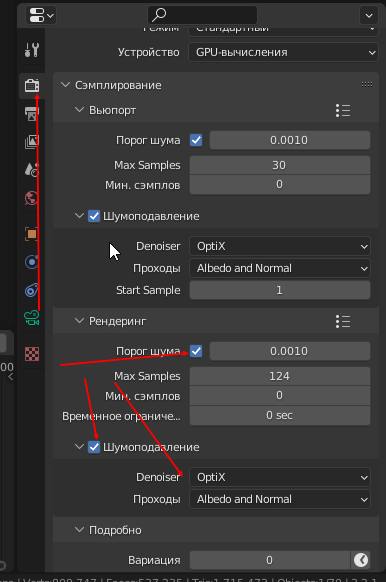 Режим Стандартный
Устройство GPU-вычисления
Сэмплирование
Вьюпорт
Порог шума 0.0010
Max Samples 30
Мин. сэмплов 0
Шумоподавление
Denoiser OptiX
Проходы Albedo and Normal
Start Sample 1
Рендеринг
Порог шума 0.0010
Max Samples 124
Мин. сэмплов 0
Временное ограниче... 0 sec
Шумоподавление
Denoiser OptiX
Проходы Albedo and Normal
Подробно
Вариация 0